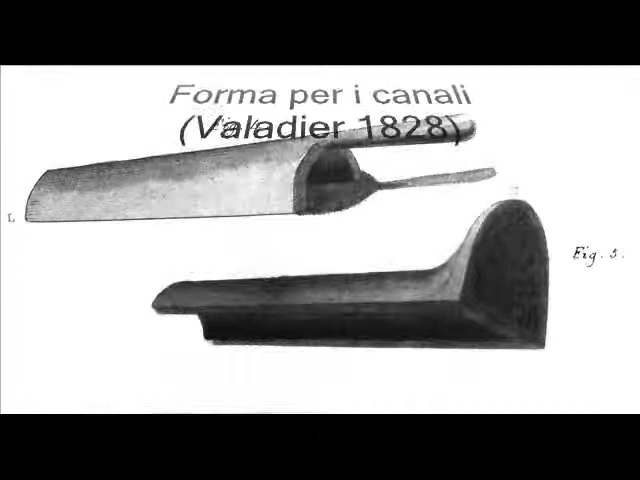 Forma per i canali
(Valadier 1828)
L
Fig. 5.